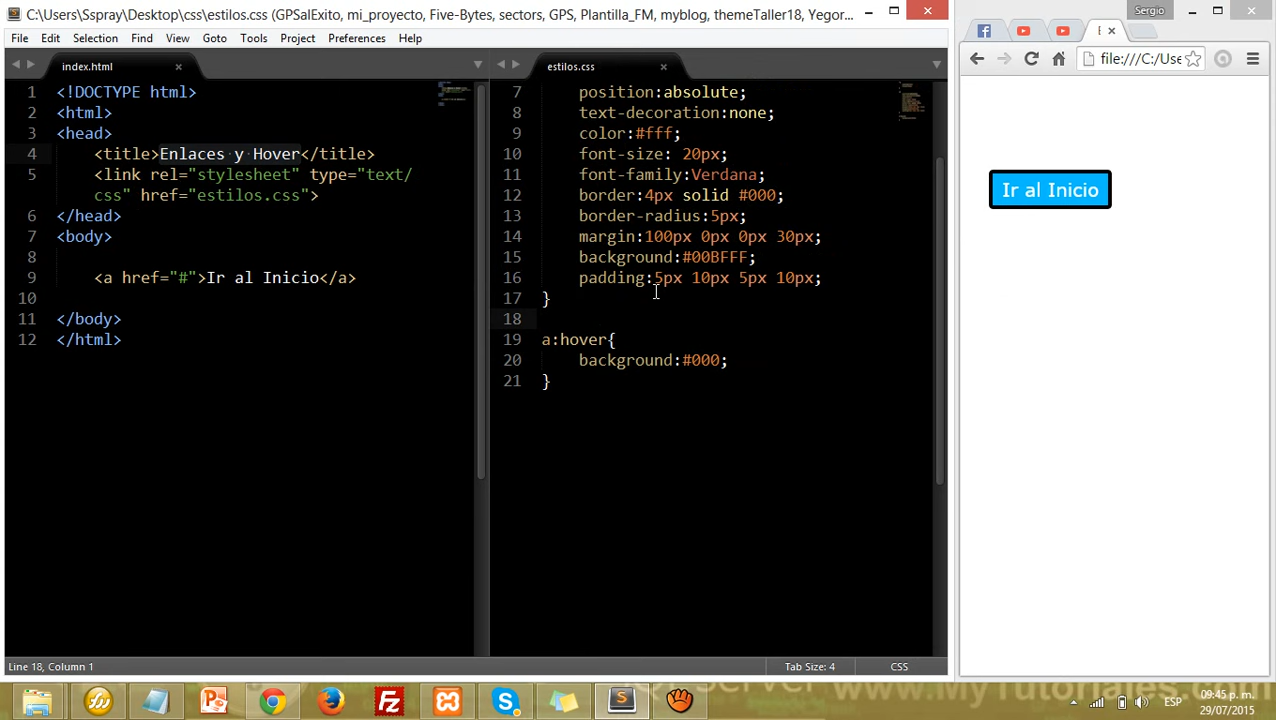 C:\Users\Sspray\Desktop\css\estilos.css (GPSalExito, mi_proyecto, Five-Bytes, sectors, GPS, Plantilla_FM, myblog, themeTaller18, Yegor...
Sergio
File Edit Selection Find View Goto Tools Project Preferences Help
file:///C:/Use
index.html
estilos.css
1 <!DOCTYPE html>
2 <html>
3 <head>
4 <title>Enlaces y Hover</title>
5 <link rel="stylesheet" type="text/
css" href="estilos.css">
6 </head>
7 <body>
8
9 <a href="#">Ir al Inicio</a>
10
11 </body>
12 </html>
7 position:absolute;
8 text-decoration:none;
9 color:#fff;
10 font-size: 20px;
11 font-family:Verdana;
12 border:4px solid #000;
13 border-radius:5px;
14 margin:100px 0px 0px 30px;
15 background:#00BFFF;
16 padding:5px 10px 5px 10px;
17 }
18
19 a:hover{
20 background:#000;
21 }
Ir al Inicio
Line 18, Column 1
Tab Size: 4
CSS
www.MyTutoriales.com
ESP
09:45 p.m.
29/07/2015